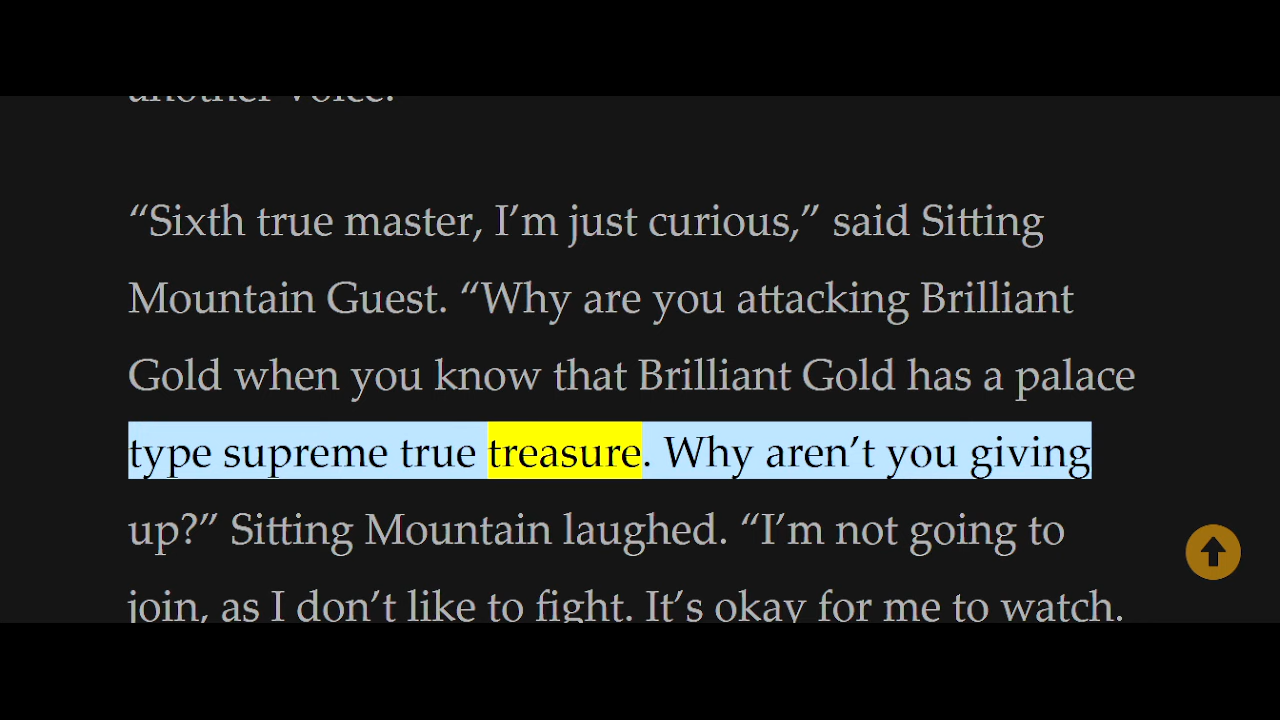 another voice.
“Sixth true master, I’m just curious,” said Sitting
Mountain Guest. “Why are you attacking Brilliant
Gold when you know that Brilliant Gold has a palace
type supreme true treasure. Why aren’t you giving
up?” Sitting Mountain laughed. “I’m not going to
join, as I don’t like to fight. It’s okay for me to watch.